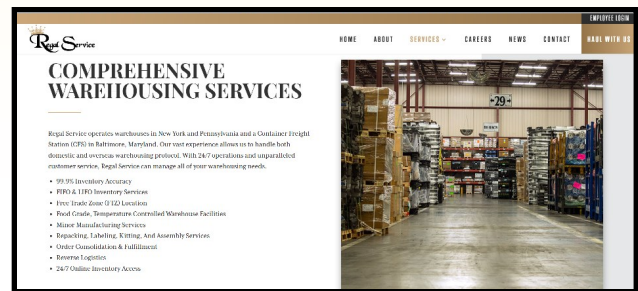 EMPLOYEE LOGIN
Regal Service
HOME ABOUT SERVICES CAREERS NEWS CONTACT HAUL WITH US
COMPREHENSIVE
WAREHOUSING SERVICES
Regal Service operates warehouses in New York and Pennsylvania and a Container Freight
Station (CFS) in Baltimore, Maryland. Our vast experience allows us to handle both
domestic and overseas warehousing protocol. With 24/7 operations and unparalleled
customer service, Regal Service can manage all of your warehousing needs.
• 99.9% Inventory Accuracy
• FIFO & LIFO Inventory Services
• Free Trade Zone (FTZ) Location
• Food Grade, Temperature Controlled Warehouse Facilities
• Minor Manufacturing Services
• Repacking, Labeling, Kitting, And Assembly Services
• Order Consolidation & Fulfillment
• Reverse Logistics
• 24/7 Online Inventory Access
29